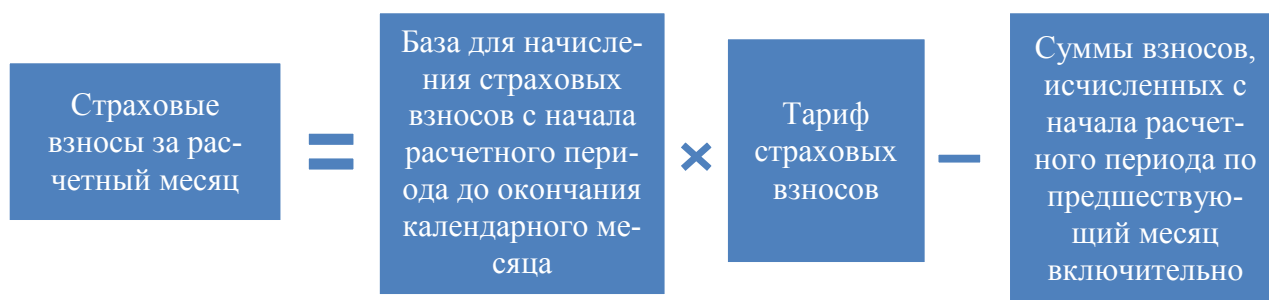 Страховые
взносы за рас-
четный месяц
=
База для начисле-
ния страховых
взносов с начала
расчетного пери-
ода до окончания
календарного ме-
сяца
×
Тариф
страховых
взносов
−
Суммы взносов,
исчисленных с
начала расчет-
ного периода по
предшествую-
щий месяц
включительно